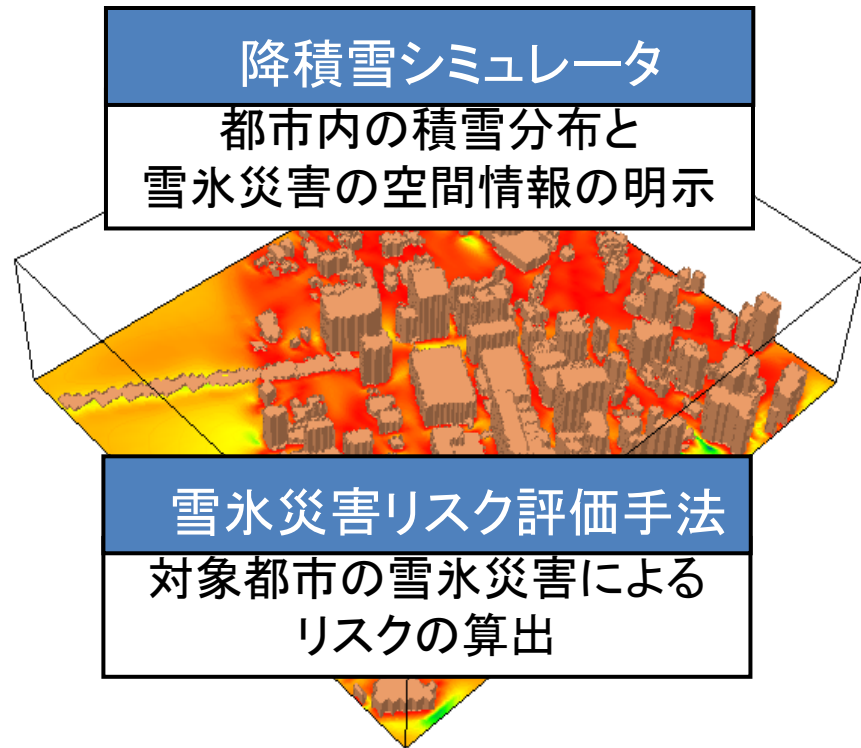 降積雪シミュレータ
都市内の積雪分布と
雪氷災害の空間情報の明示
雪氷災害リスク評価手法
対象都市の雪氷災害による
リスクの算出